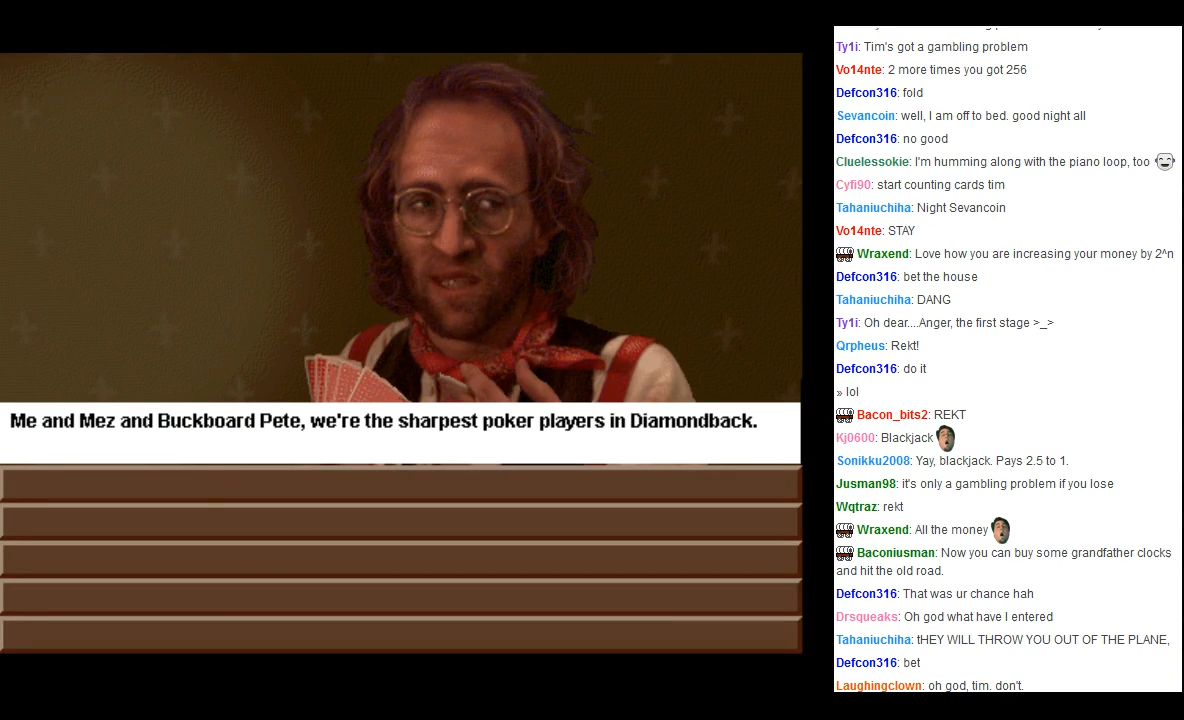 Ty1i: Tim's got a gambling problem
Vo14nte: 2 more times you got 256
Defcon316: fold
Sevancoin: well, I am off to bed. good night all
Defcon316: no good
Cluelessokie: I'm humming along with the piano loop, too
Cyfi90: start counting cards tim
Tahaniuchiha: Night Sevancoin
Vo14nte: STAY
Wraxend: Love how you are increasing your money by 2^n
Defcon316: bet the house
Tahaniuchiha: DANG
Ty1i: Oh dear....Anger, the first stage >_>
Qrpheus: Rekt!
Defcon316: do it
» lol
Bacon_bits2: REKT
Kj0600: Blackjack
Sonikku2008: Yay, blackjack. Pays 2.5 to 1.
Jusman98: it's only a gambling problem if you lose
Wqtraz: rekt
Wraxend: All the money
Baconiusman: Now you can buy some grandfather clocks
and hit the old road.
Defcon316: That was ur chance hah
Drsqueaks: Oh god what have I entered
Tahaniuchiha: tHEY WILL THROW YOU OUT OF THE PLANE,
Defcon316: bet
Laughingclown: oh god, tim. don't.
Me and Mez and Buckboard Pete, we're the sharpest poker players in Diamondback.